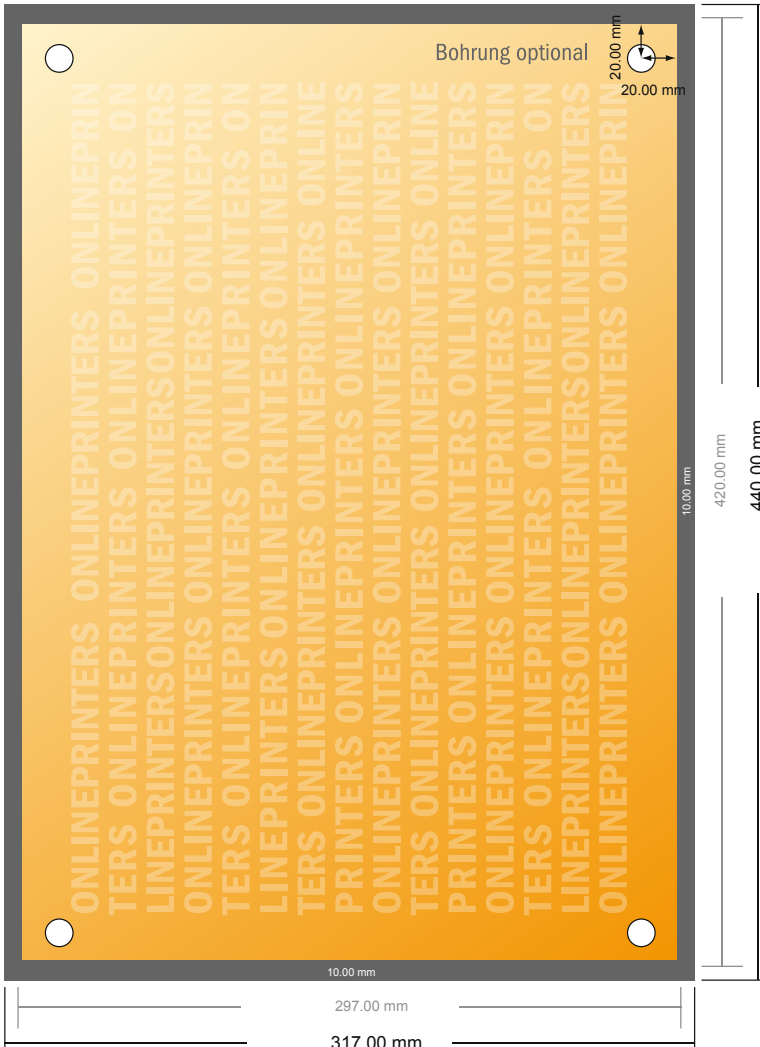 Bohrung optional
20.00 mm
20.00 mm
ONLINEPRINTERS ONLINEPRINTERS ONLINEPRIN
TERS ONLINEPRINTERS ONLINEPRINTERS ON
LINEPRINTERSONLINEPRINTERSONLINEPRINTERS
ONLINEPRINTERS ONLINEPRINTERS ONLINEPRIN
TERS ONLINEPRINTERS ONLINEPRINTERS ON
LINEPRINTERS ONLINEPRINTERS ONLINEPRIN
TERS ONLINEPRINTERS ONLINEPRINTERS ONLINE
PRINTERS ONLINEPRINTERS ONLINEPRINTERS
ONLINEPRINTERS ONLINEPRINTERS ONLINEPRIN
TERS ONLINEPRINTERS ONLINEPRINTERS ONLINE
PRINTERS ONLINEPRINTERS ONLINEPRINTERS
ONLINEPRINTERS ONLINEPRINTERS ONLINEPRIN
TERS ONLINEPRINTERS ONLINEPRINTERS ON
LINEPRINTERSONLINEPRINTERSONLINEPRINTERS
ONLINEPRINTERS ONLINEPRINTERS ONLINEPRIN
10.00 mm
420.00 mm
440.00 mm
10.00 mm
297.00 mm
317.00 mm